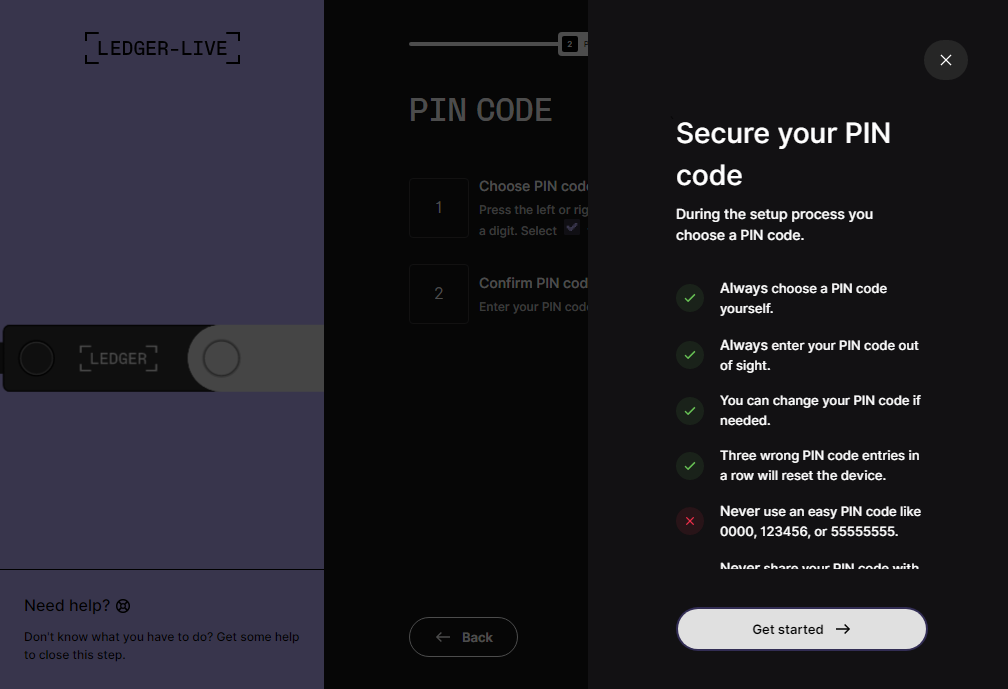 LEDGER-LIVE
LEDGER
Need help?
Don't know what you have to do? Get some help
to close this step.
2
PIN CODE
1
Choose PIN code
Press the left or rig
a digit. Select
2
Confirm PIN cod
Enter your PIN code
Back
Secure your PIN
code
During the setup process you
choose a PIN code.
Always choose a PIN code
yourself.
Always enter your PIN code out
of sight.
You can change your PIN code if
needed.
Three wrong PIN code entries in
a row will reset the device.
Never use an easy PIN code like
0000, 123456, or 55555555.
Never share your PIN code with
Get started